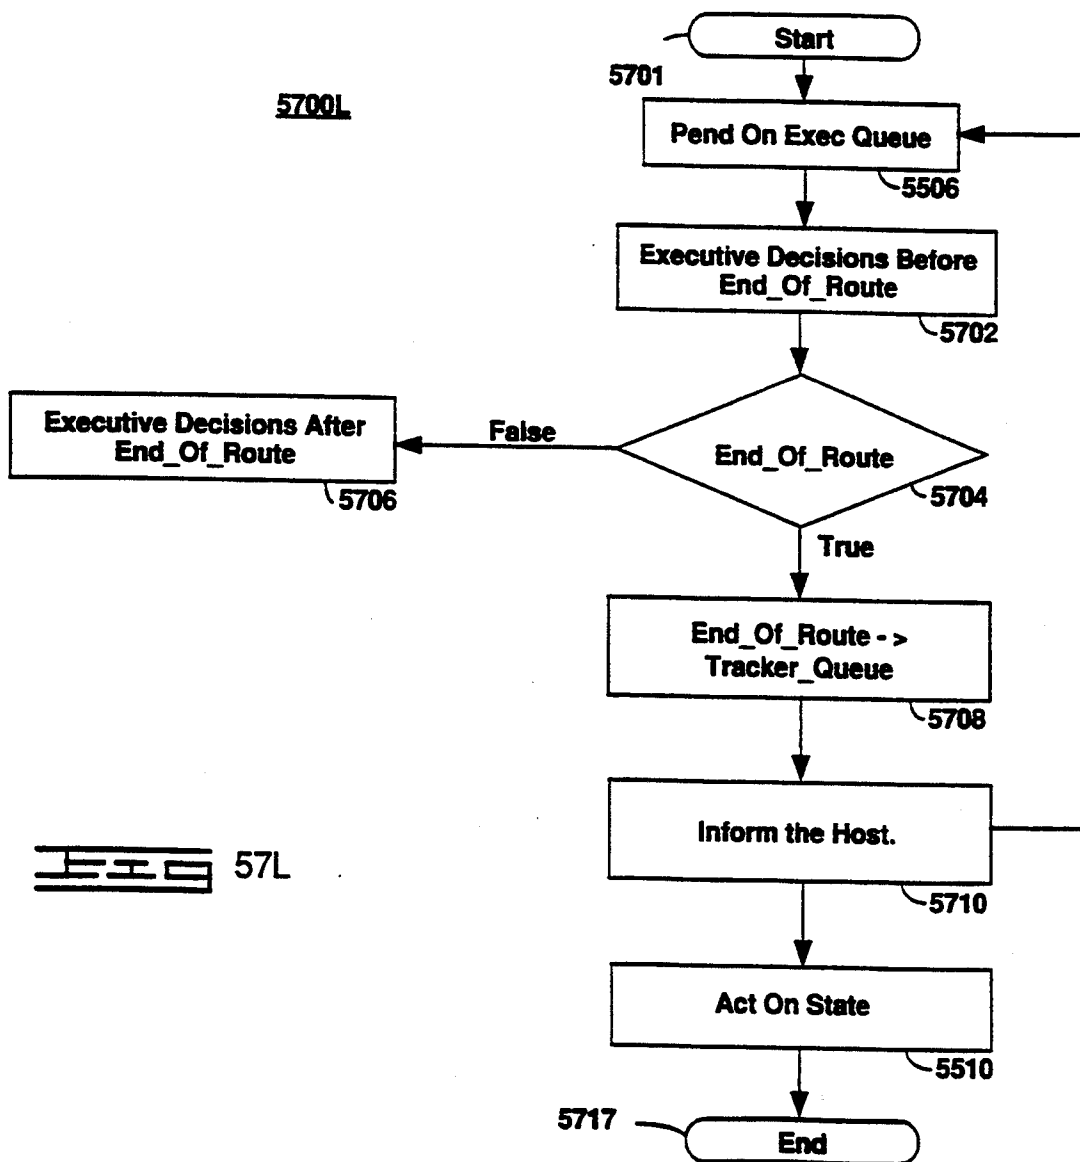 Start
5701
5700L
Pend On Exec Queue
5506
Executive Decisions Before
End_Of_Route
5702
Executive Decisions After
End_Of_Route
5706
False
End_Of_Route
5704
True
End_Of_Route - >
Tracker_Queue
5708
Inform the Host.
5710
FIG 57L
Act On State
5510
5717
End